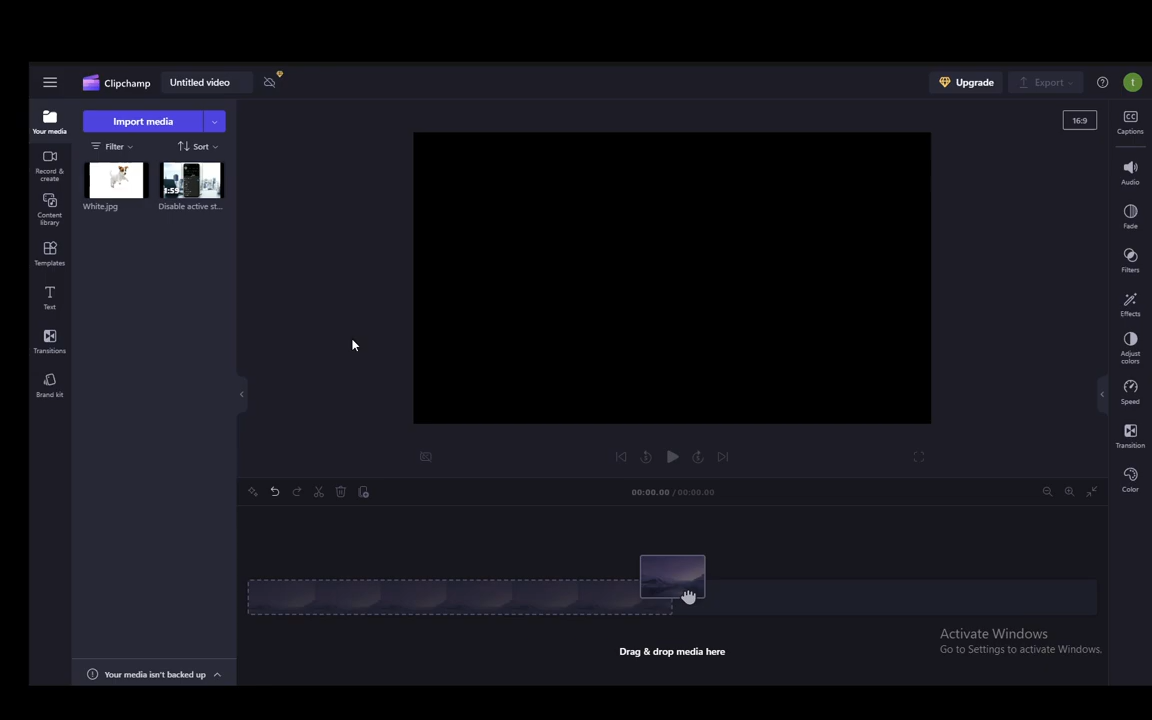 Clipchamp
Untitled video
Upgrade
Export
t
Your media
Import media
16:9
Captions
Filter
Sort
Record &
create
1:59
Audio
White.jpg
Disable active st...
Content
library
Fade
Templates
Filters
Text
Effects
Transitions
Adjust
colors
Brand kit
Speed
Transition
Color
00:00.00 / 00:00.00
Drag & drop media here
Activate Windows
Go to Settings to activate Windows.
Your media isn't backed up